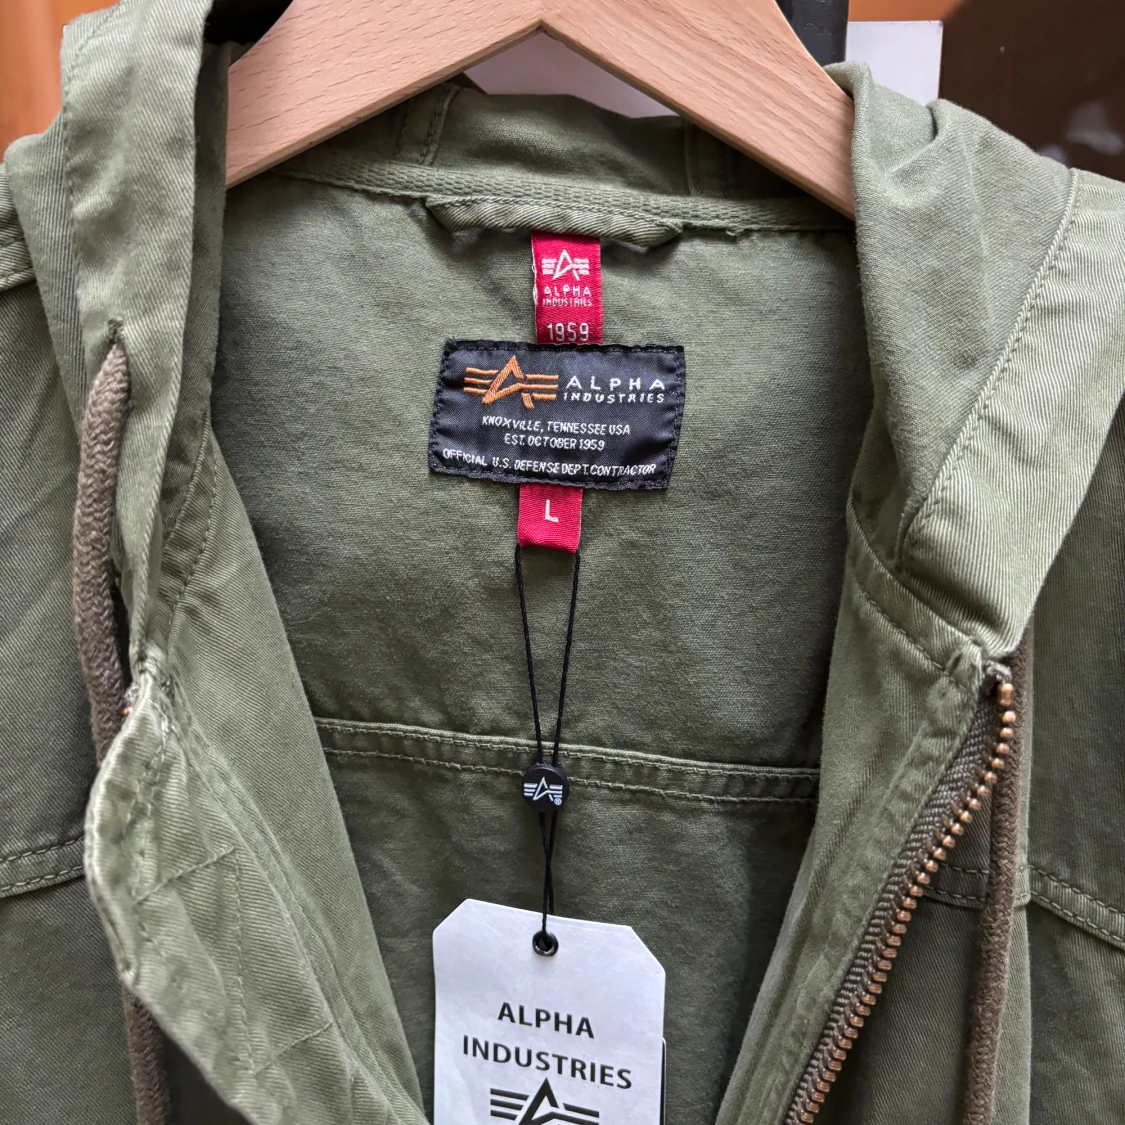 ALPHA
INDUSTRIES
1959
ALPHA
INDUSTRIES
KNOXVILLE, TENNESSEE USA
EST. OCTOBER 1959
OFFICIAL U.S. DEFENSE DEPT. CONTRACTOR
L
®
ALPHA
INDUSTRIES